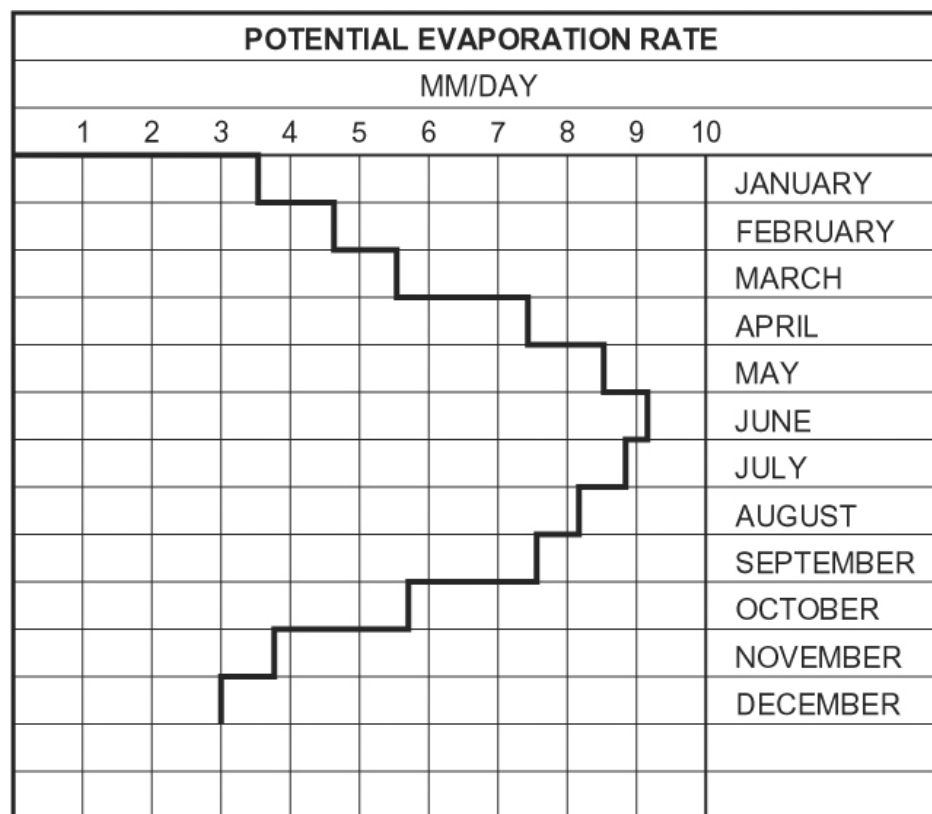 POTENTIAL EVAPORATION RATE
MM/DAY
1 2 3 4 5 6 7 8 9 10
JANUARY
FEBRUARY
MARCH
APRIL
MAY
JUNE
JULY
AUGUST
SEPTEMBER
OCTOBER
NOVEMBER
DECEMBER